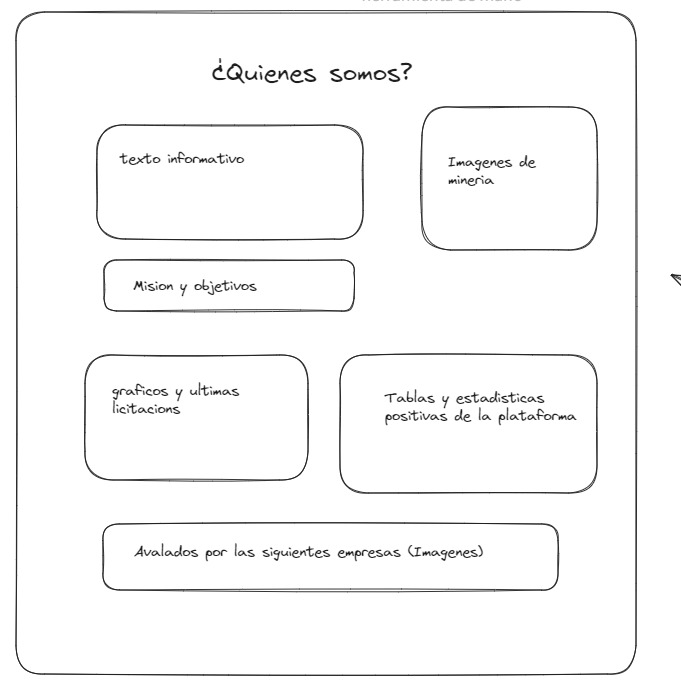 ¿Quienes somos?
texto informativo
Imagenes de
mineria
Mision y objetivos
graficos y ultimas
licitacions
Tablas y estadisticas
positivas de la plataforma
Avalados por las siguientes empresas (Imagenes)